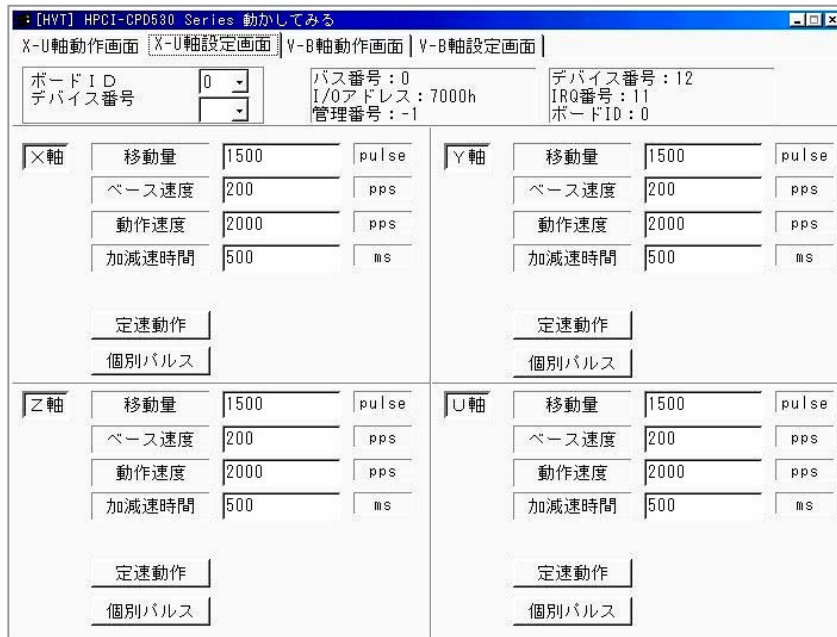 [HVT] HPCI-CPD530 Series 動かしてみる
X-U軸動作画面 X-U軸設定画面 V-B軸動作画面 V-B軸設定画面
ボードID 0
デバイス番号
バス番号:0
I/Oアドレス:7000h
管理番号:-1
デバイス番号:12
IRQ番号:11
ボードID:0
X軸 移動量 1500 pulse
ベース速度 200 pps
動作速度 2000 pps
加減速時間 500 ms
定速動作
個別パルス
Y軸 移動量 1500 pulse
ベース速度 200 pps
動作速度 2000 pps
加減速時間 500 ms
定速動作
個別パルス
Z軸 移動量 1500 pulse
ベース速度 200 pps
動作速度 2000 pps
加減速時間 500 ms
定速動作
個別パルス
U軸 移動量 1500 pulse
ベース速度 200 pps
動作速度 2000 pps
加減速時間 500 ms
定速動作
個別パルス